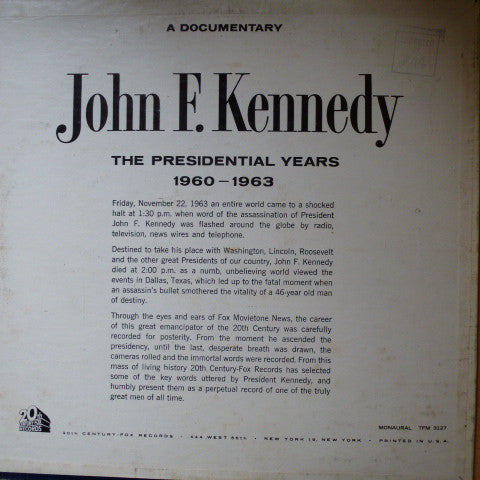 A DOCUMENTARY
John F. Kennedy
THE PRESIDENTIAL YEARS
1960-1963
Friday, November 22, 1963 an entire world came to a shocked
halt at 1:30 p.m. when word of the assassination of President
John F. Kennedy was flashed around the globe by radio,
television, news wires and telephone.
Destined to take his place with Washington, Lincoln, Roosevelt
and the other great Presidents of our country, John F. Kennedy
died at 2:00 p.m. as a numb, unbelieving world viewed the
events in Dallas, Texas, which led up to the fatal moment when
an assassin's bullet smothered the vitality of a 46-year old man
of destiny.
Through the eyes and ears of Fox Movietone News, the career
of this great emancipator of the 20th Century was carefully
recorded for posterity. From the moment he ascended the
presidency, until the last, desperate breath was drawn, the
cameras rolled and the immortal words were recorded. From this
mass of living history 20th Century-Fox Records has selected
some of the key words uttered by President Kennedy, and
humbly present them as a perpetual record of one of the truly
great men of all time.
20th CENTURY-FOX RECORDS
MONAURAL TFM 3127
20TH CENTURY-FOX RECORDS • 444 WEST 56th • NEW YORK 19, NEW YORK • PRINTED IN U.S.A.